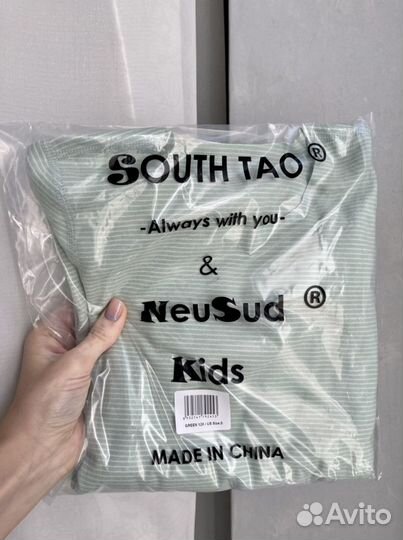 SOUTH TAO®
-Always with you-
&
NEUSUD ®
Kids
MADE IN CHINA
Avito